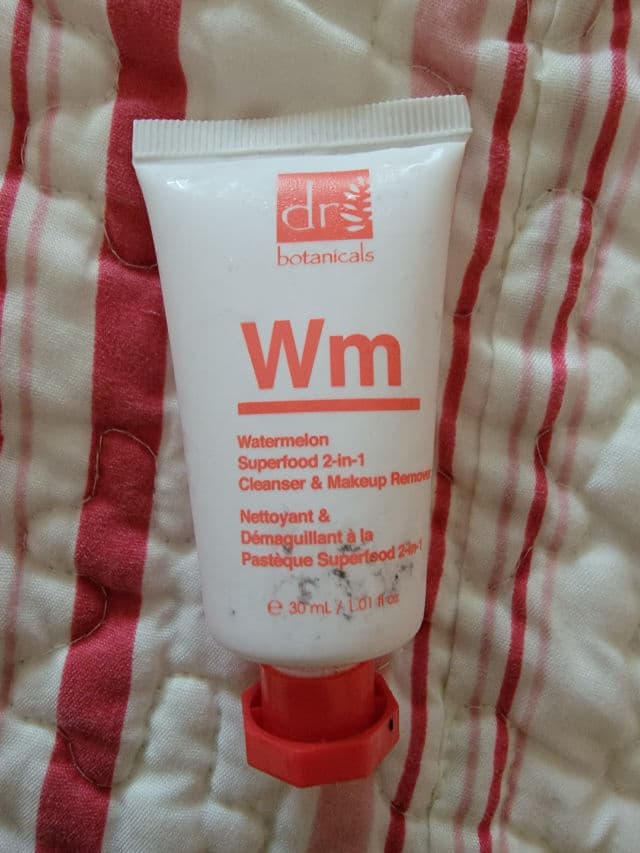 dr
botanicals
Wm
Watermelon
Superfood 2-in-1
Cleanser & Makeup Remover
Nettoyant &
Démaquillant à la
Pastèque Superfood 2-in-1
℮ 30 mL / 1.01 fl oz